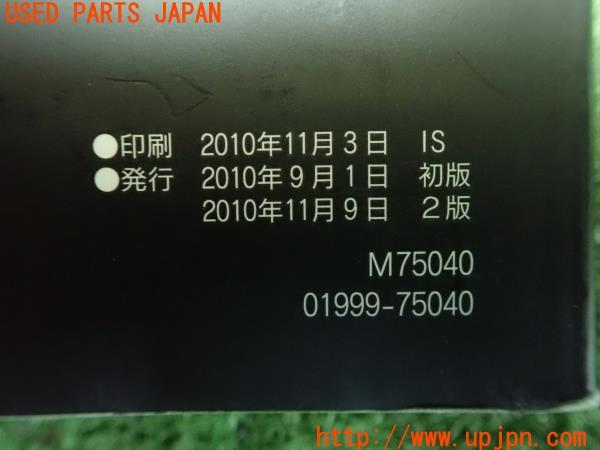 USED PARTS JAPAN
●印刷 2010年11月3日 IS
●発行 2010年9月1日 初版
2010年11月9日 2版
M75040
01999-75040
http://www.upjpn.com